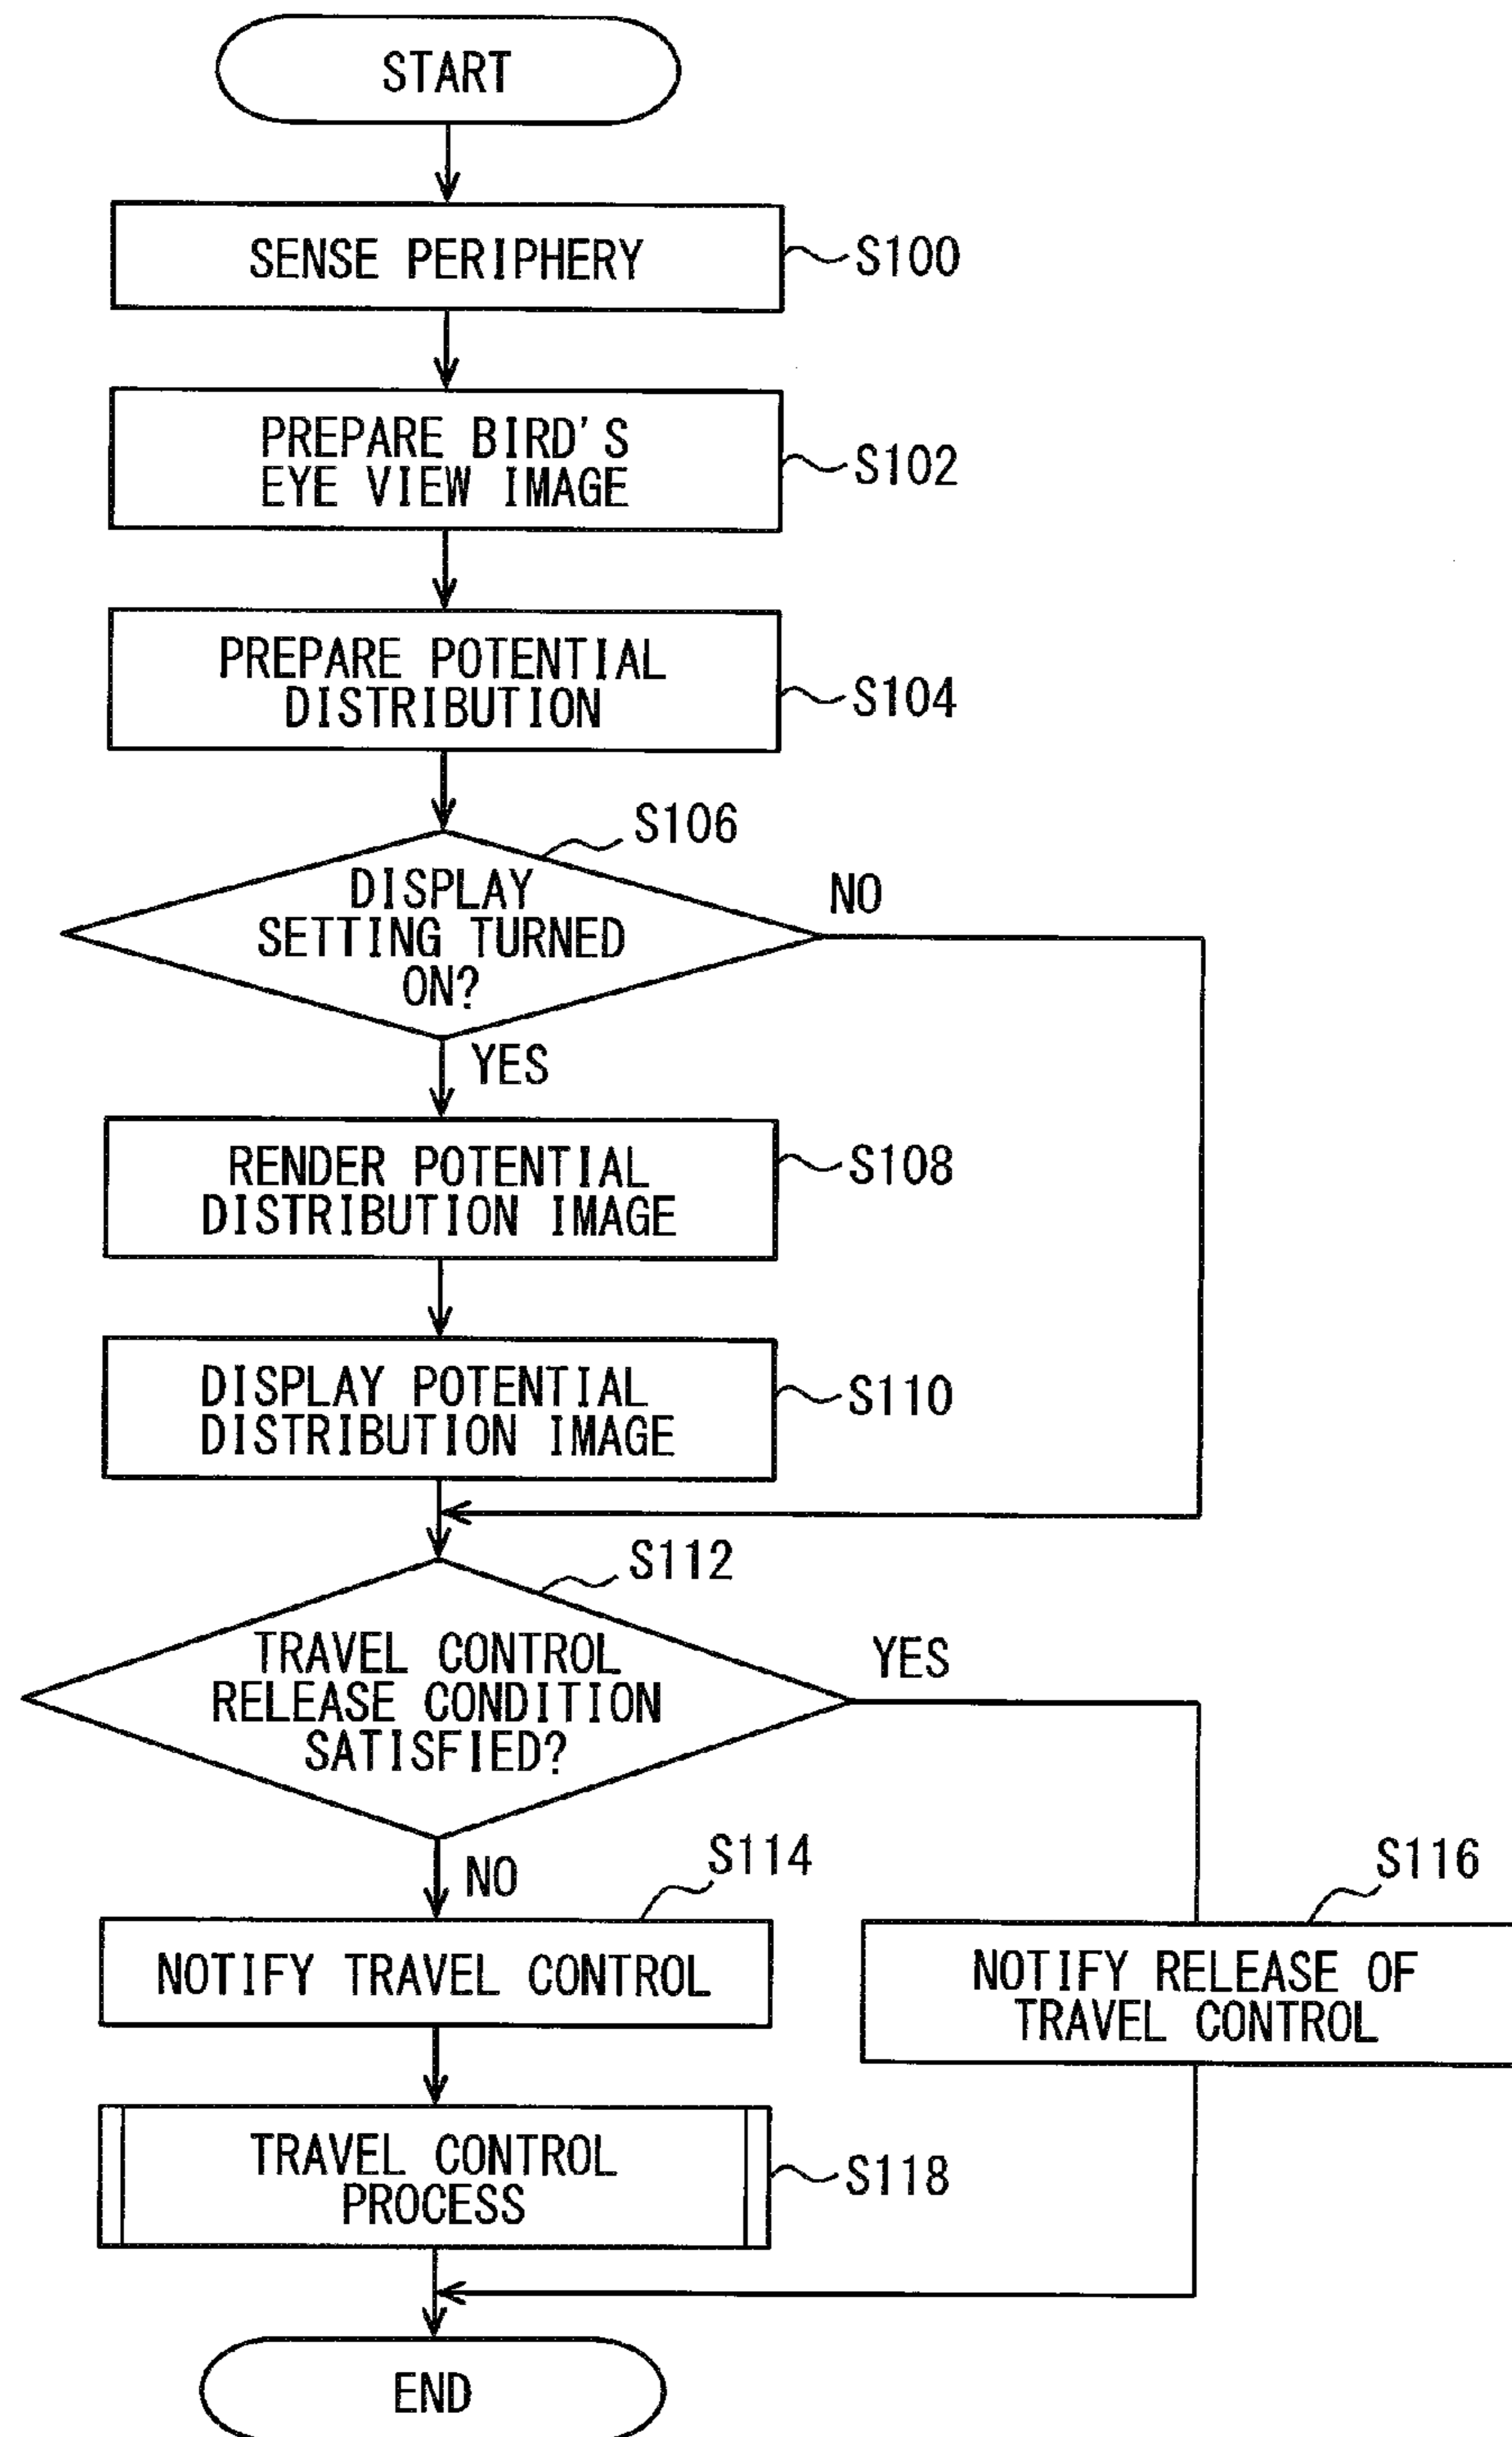 START
SENSE PERIPHERY
S100
PREPARE BIRD'S
EYE VIEW IMAGE
S102
PREPARE POTENTIAL
DISTRIBUTION
S104
S106
DISPLAY
SETTING TURNED
ON?
NO
YES
RENDER POTENTIAL
DISTRIBUTION IMAGE
S108
DISPLAY POTENTIAL
DISTRIBUTION IMAGE
S110
S112
TRAVEL CONTROL
RELEASE CONDITION
SATISFIED?
YES
NO
S114
S116
NOTIFY TRAVEL CONTROL
NOTIFY RELEASE OF
TRAVEL CONTROL
TRAVEL CONTROL
PROCESS
S118
END